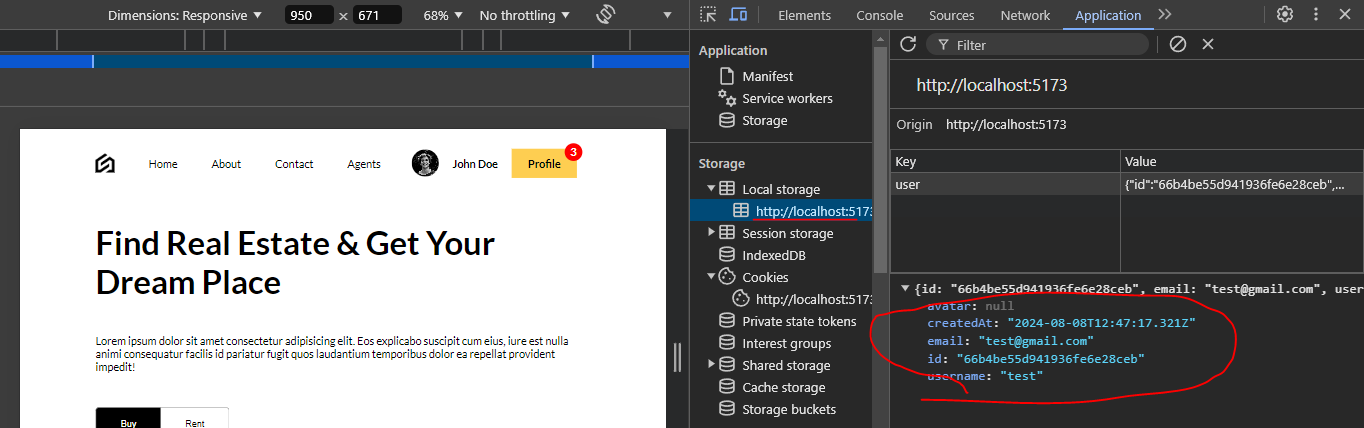 Dimensions: Responsive 950 × 671 68% No throttling
Elements Console Sources Network Application
Home About Contact Agents John Doe Profile 3
Find Real Estate & Get Your
Dream Place
Lorem ipsum dolor sit amet consectetur adipisicing elit. Eos explicabo suscipit cum eius, iure est nulla
animi consequatur facilis id pariatur fugit quos laudantium temporibus dolor ea repellat provident
impedit!
Buy Rent
Application
Manifest
Service workers
Storage
Storage
Local storage
http://localhost:5173
Session storage
IndexedDB
Cookies
http://localhost:5173
Private state tokens
Interest groups
Shared storage
Cache storage
Storage buckets
Filter
http://localhost:5173
Origin http://localhost:5173
Key Value
user {"id":"66b4be55d941936fe6e28ceb",...
{id: "66b4be55d941936fe6e28ceb", email: "test@gmail.com", user
avatar: null
createdAt: "2024-08-08T12:47:17.321Z"
email: "test@gmail.com"
id: "66b4be55d941936fe6e28ceb"
username: "test"